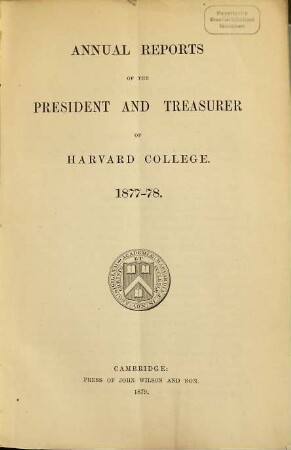 ANNUAL REPORTS
OF THE
PRESIDENT AND TREASURER
OF
HARVARD COLLEGE.
1877-78.
CAMBRIDGE:
PRESS OF JOHN WILSON AND SON.
1879.